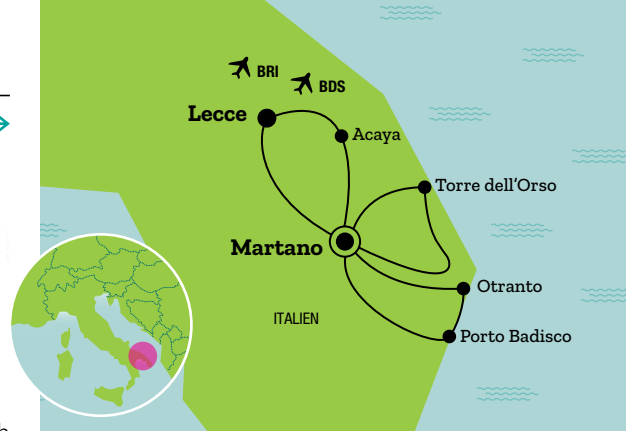 BRI
BDS
Lecce
Acaya
Torre dell'Orso
Martano
Otranto
ITALIEN
Porto Badisco